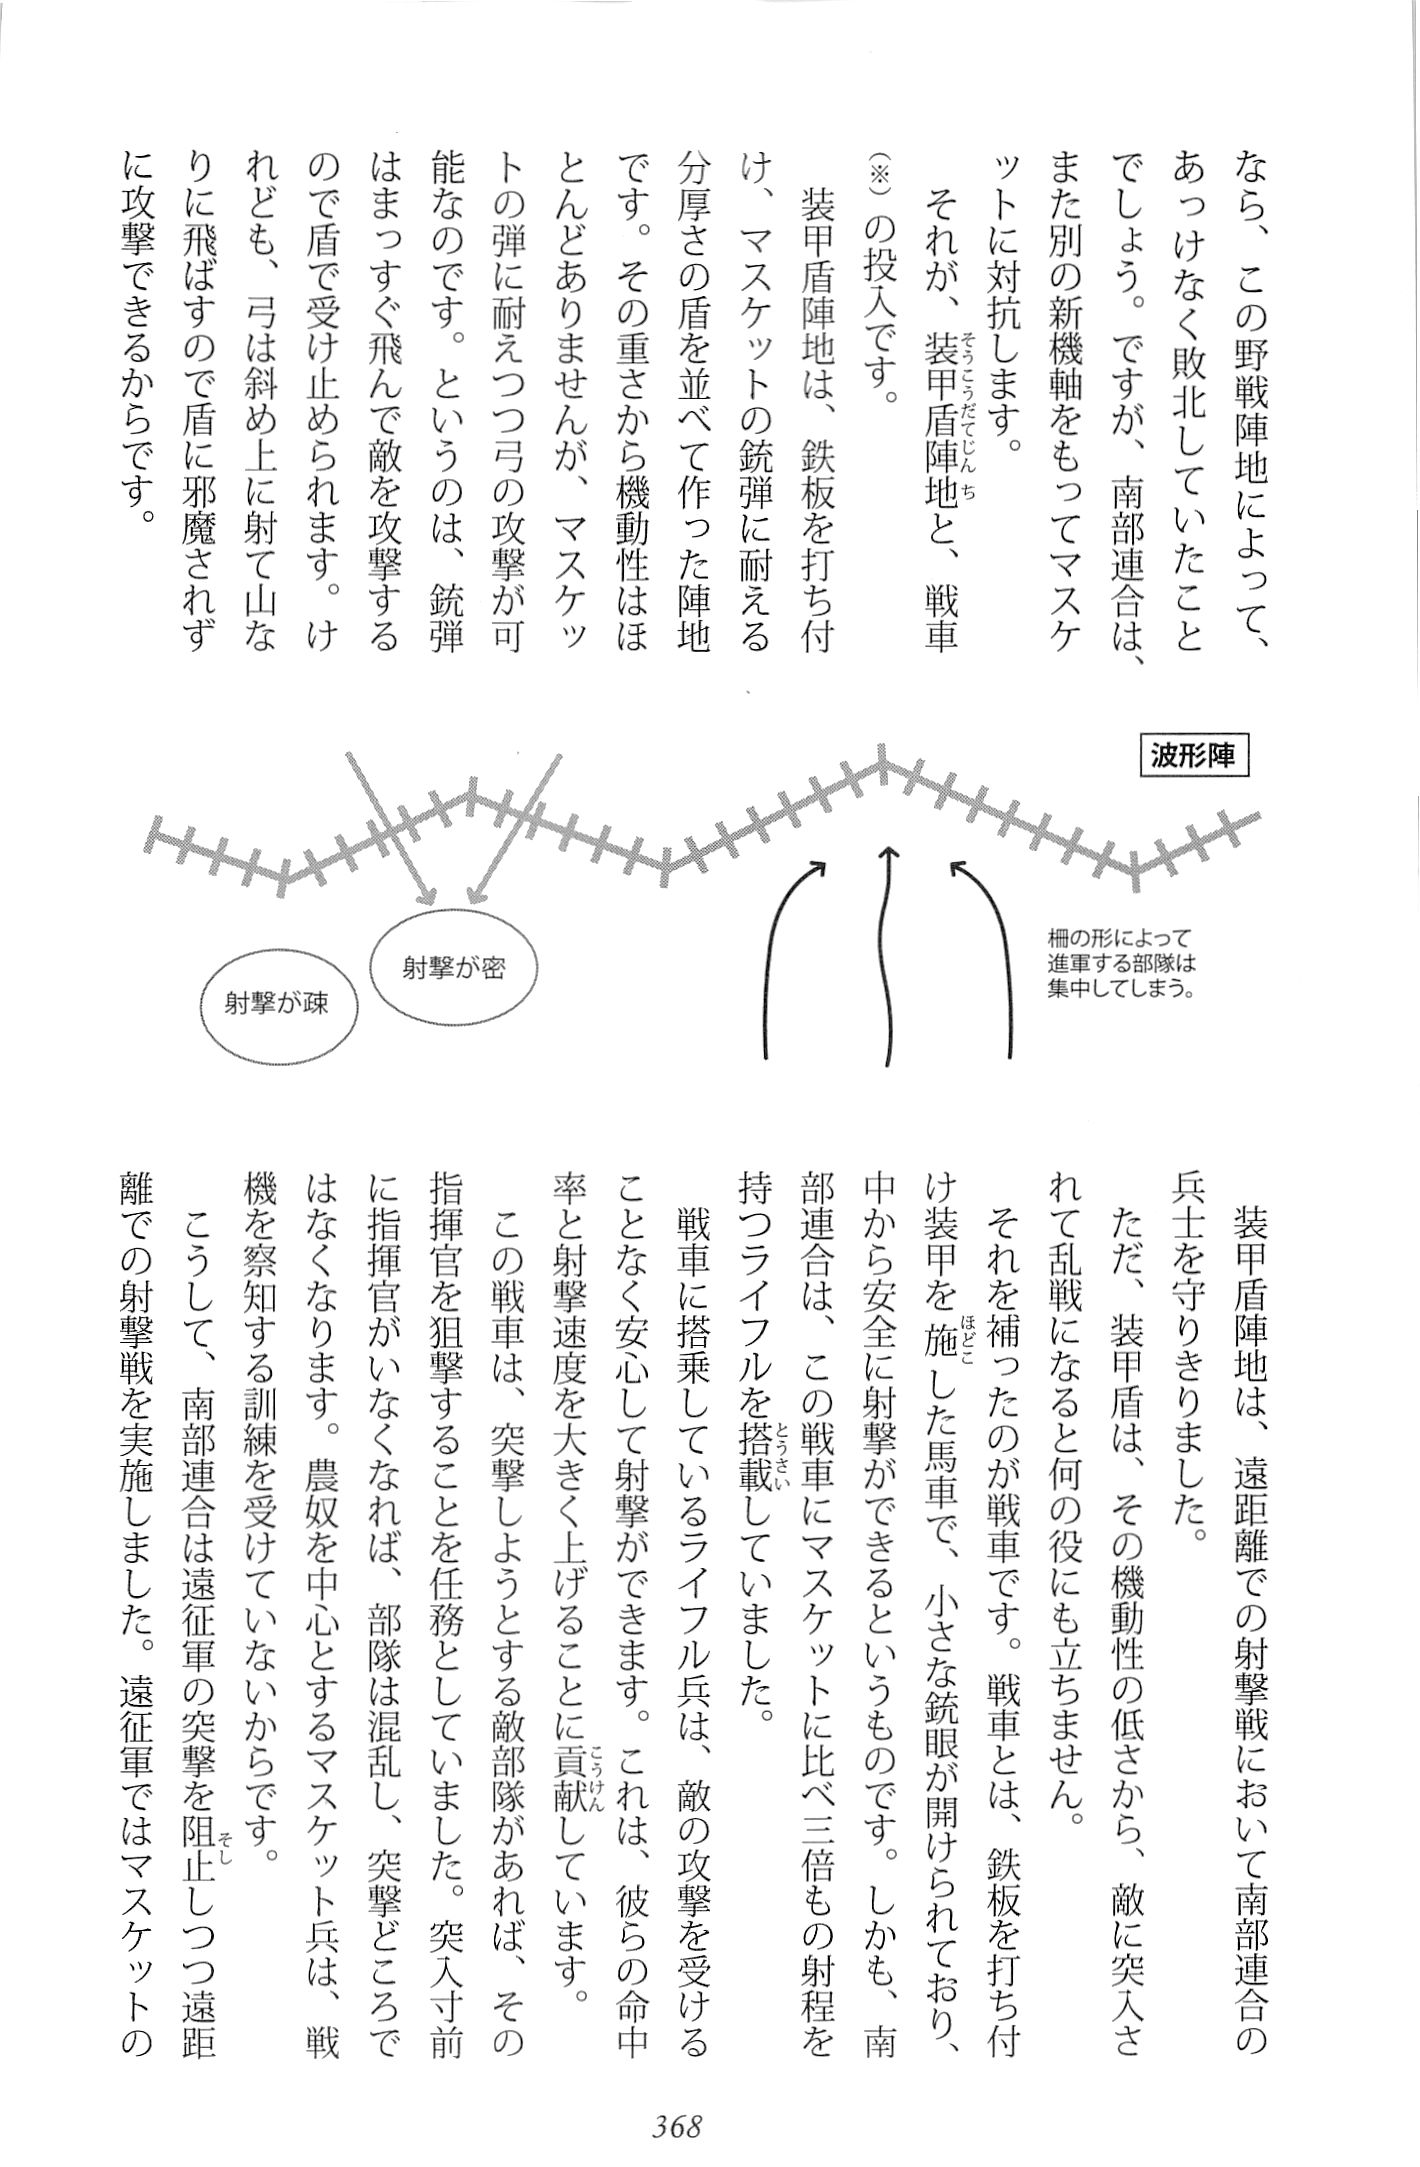 なら、この野戦陣地によって、
あっけなく敗北していたこと
でしょう。ですが、南部連合は、
また別の新機軸をもってマスケ
ットに対抗します。
それが、装甲盾陣地と、戦車
そうこうだてじんち
（※）の投入です。
装甲盾陣地は、鉄板を打ち付
け、マスケットの銃弾に耐える
分厚さの盾を並べて作った陣地
です。その重さから機動性はほ
とんどありませんが、マスケッ
トの弾に耐えつつ弓の攻撃が可
能なのです。というのは、銃弾
はまっすぐ飛んで敵を攻撃する
ので盾で受け止められます。け
れども、弓は斜め上に射て山な
りに飛ばすので盾に邪魔されず
に攻撃できるからです。
波形陣
柵の形によって
進軍する部隊は
集中してしまう。
射撃が密
射撃が疎
装甲盾陣地は、遠距離での射撃戦において南部連合の
兵士を守りきりました。
ただ、装甲盾は、その機動性の低さから、敵に突入さ
れて乱戦になると何の役にも立ちません。
それを補ったのが戦車です。戦車とは、鉄板を打ち付
け装甲を施した馬車で、小さな銃眼が開けられており、
ほどこ
中から安全に射撃ができるというものです。しかも、南
部連合は、この戦車にマスケットに比べ三倍もの射程を
持つライフルを搭載していました。
とうさい
戦車に搭乗しているライフル兵は、敵の攻撃を受ける
ことなく安心して射撃ができます。これは、彼らの命中
率と射撃速度を大きく上げることに貢献しています。
こうけん
この戦車は、突撃しようとする敵部隊があれば、その
指揮官を狙撃することを任務としていました。突入寸前
に指揮官がいなくなれば、部隊は混乱し、突撃どころで
はなくなります。農奴を中心とするマスケット兵は、戦
機を察知する訓練を受けていないからです。
こうして、南部連合は遠征軍の突撃を阻止しつつ遠距
そし
離での射撃戦を実施しました。遠征軍ではマスケットの
368